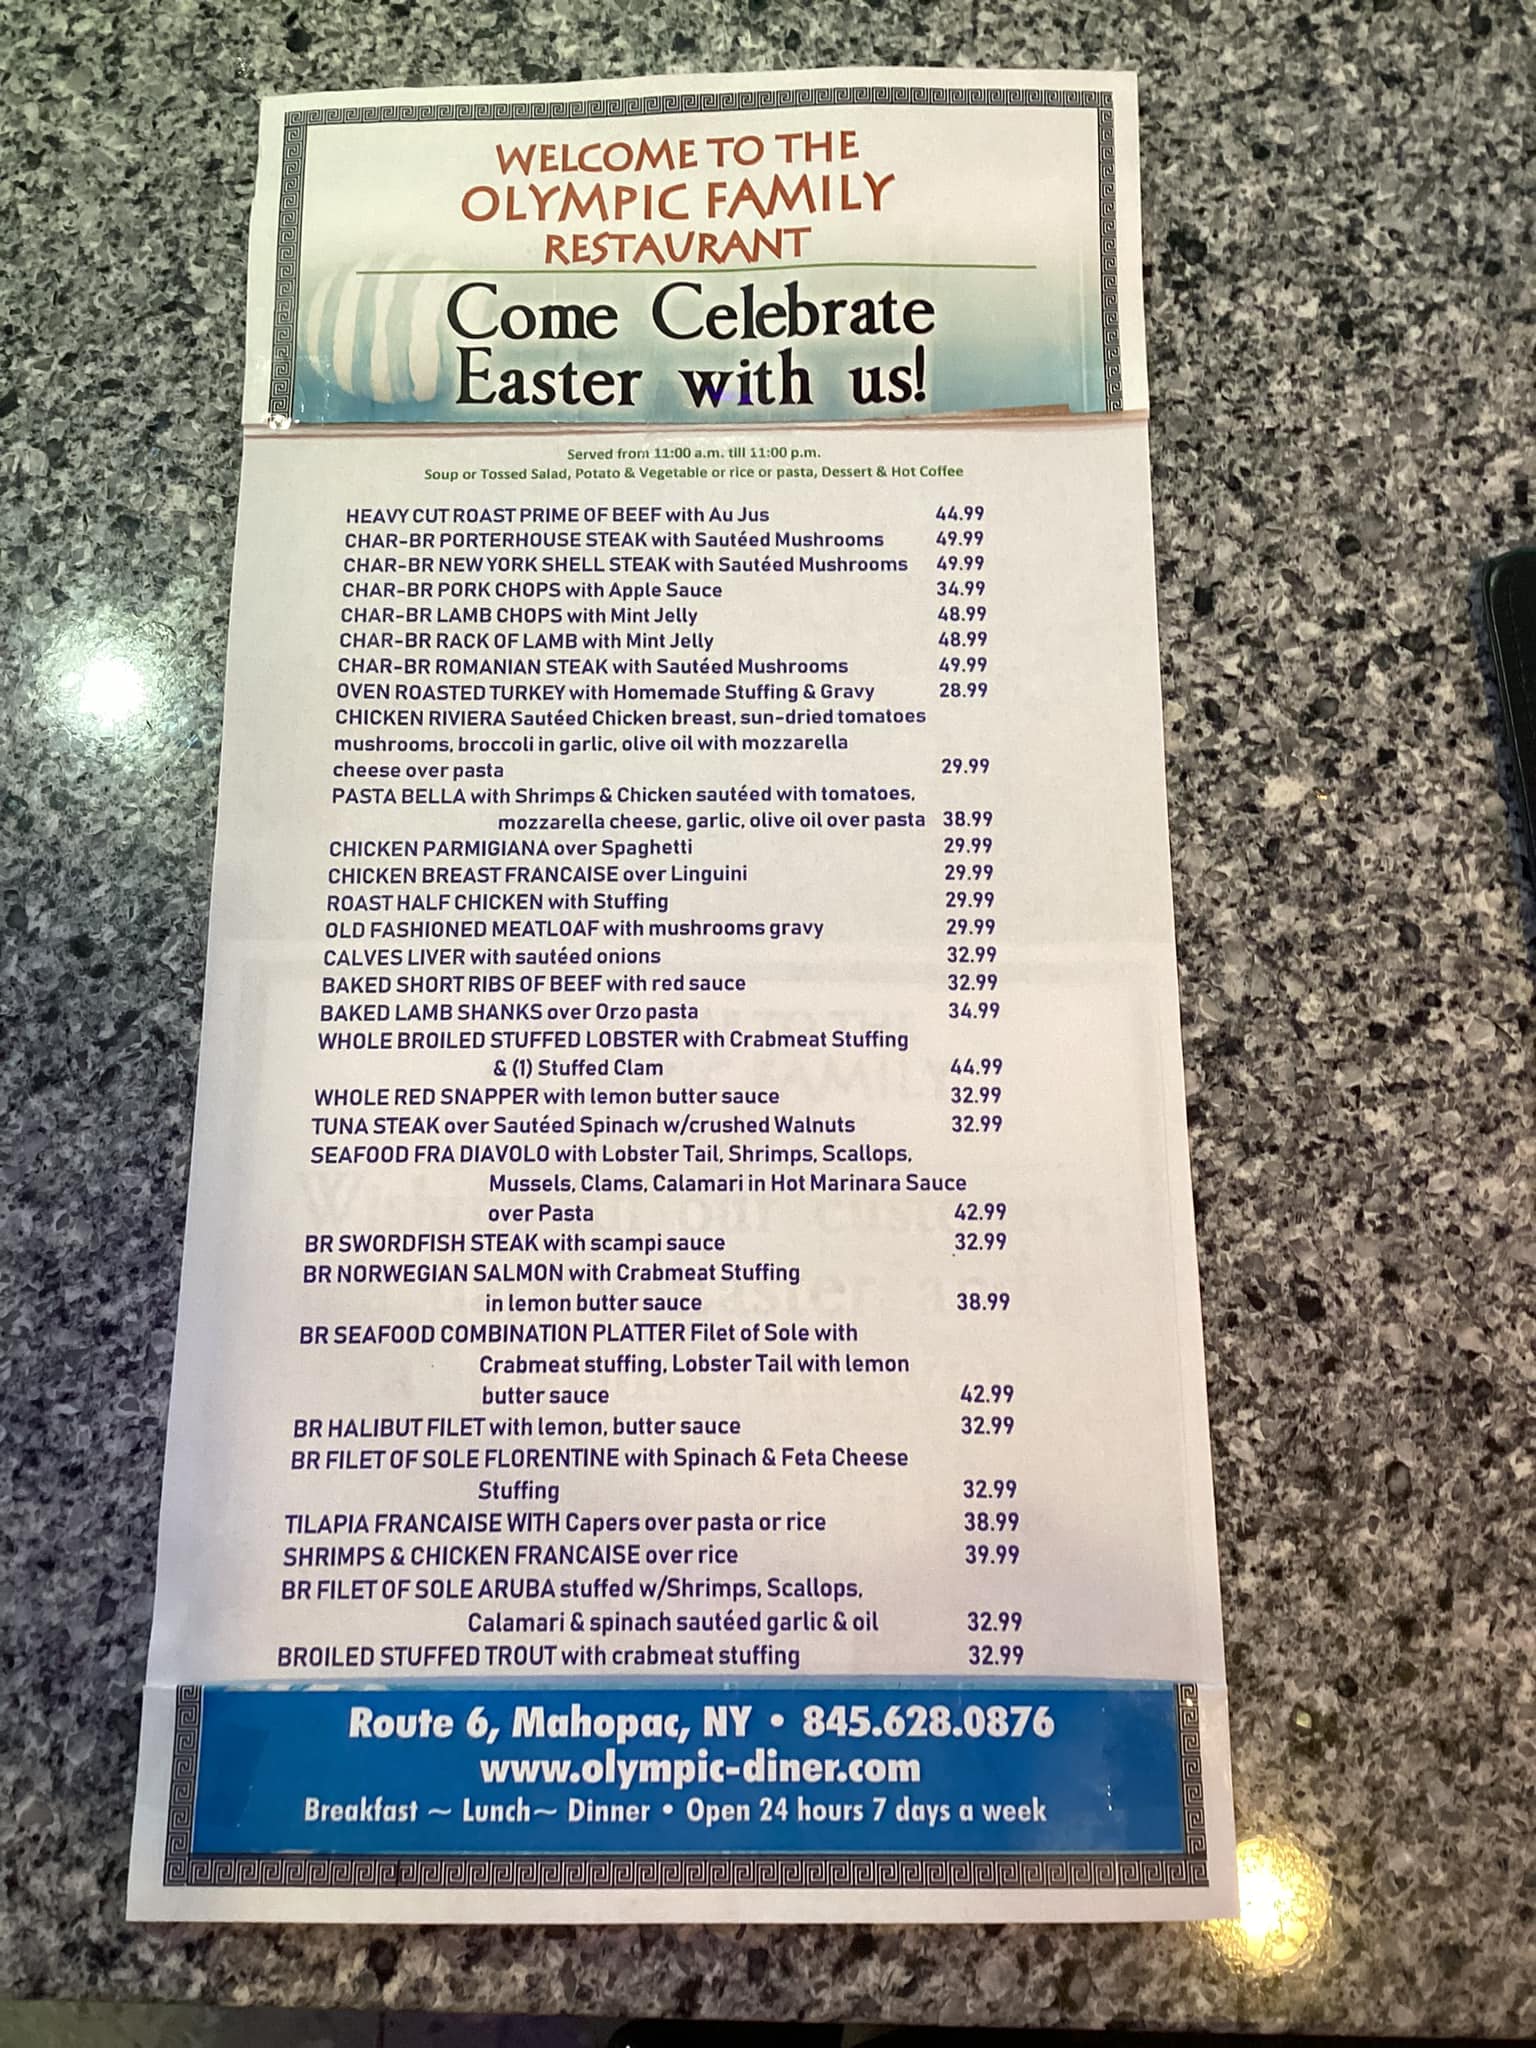 WELCOME TO THE
OLYMPIC FAMILY
RESTAURANT
Come Celebrate
Easter with us!
Served from 11:00 a.m. till 11:00 p.m.
Soup or Tossed Salad, Potato & Vegetable or rice or pasta, Dessert & Hot Coffee
HEAVY CUT ROAST PRIME OF BEEF with Au Jus 44.99
CHAR-BR PORTERHOUSE STEAK with Sautéed Mushrooms 49.99
CHAR-BR NEW YORK SHELL STEAK with Sautéed Mushrooms 49.99
CHAR-BR PORK CHOPS with Apple Sauce 34.99
CHAR-BR LAMB CHOPS with Mint Jelly 48.99
CHAR-BR RACK OF LAMB with Mint Jelly 48.99
CHAR-BR ROMANIAN STEAK with Sautéed Mushrooms 49.99
OVEN ROASTED TURKEY with Homemade Stuffing & Gravy 28.99
CHICKEN RIVIERA Sautéed Chicken breast, sun-dried tomatoes
mushrooms, broccoli in garlic, olive oil with mozzarella
cheese over pasta 29.99
PASTA BELLA with Shrimps & Chicken sautéed with tomatoes,
mozzarella cheese, garlic, olive oil over pasta 38.99
CHICKEN PARMIGIANA over Spaghetti 29.99
CHICKEN BREAST FRANCAISE over Linguini 29.99
ROAST HALF CHICKEN with Stuffing 29.99
OLD FASHIONED MEATLOAF with mushrooms gravy 29.99
CALVES LIVER with sautéed onions 32.99
BAKED SHORT RIBS OF BEEF with red sauce 32.99
BAKED LAMB SHANKS over Orzo pasta 34.99
WHOLE BROILED STUFFED LOBSTER with Crabmeat Stuffing
& (1) Stuffed Clam 44.99
WHOLE RED SNAPPER with lemon butter sauce 32.99
TUNA STEAK over Sautéed Spinach w/crushed Walnuts 32.99
SEAFOOD FRA DIAVOLO with Lobster Tail, Shrimps, Scallops,
Mussels, Clams, Calamari in Hot Marinara Sauce
over Pasta 42.99
BR SWORDFISH STEAK with scampi sauce 32.99
BR NORWEGIAN SALMON with Crabmeat Stuffing
in lemon butter sauce 38.99
BR SEAFOOD COMBINATION PLATTER Filet of Sole with
Crabmeat stuffing, Lobster Tail with lemon
butter sauce 42.99
BR HALIBUT FILET with lemon, butter sauce 32.99
BR FILET OF SOLE FLORENTINE with Spinach & Feta Cheese
Stuffing 32.99
TILAPIA FRANCAISE WITH Capers over pasta or rice 38.99
SHRIMPS & CHICKEN FRANCAISE over rice 39.99
BR FILET OF SOLE ARUBA stuffed w/Shrimps, Scallops,
Calamari & spinach sautéed garlic & oil 32.99
BROILED STUFFED TROUT with crabmeat stuffing 32.99
Route 6, Mahopac, NY • 845.628.0876
www.olympic-diner.com
Breakfast ~ Lunch~ Dinner • Open 24 hours 7 days a week